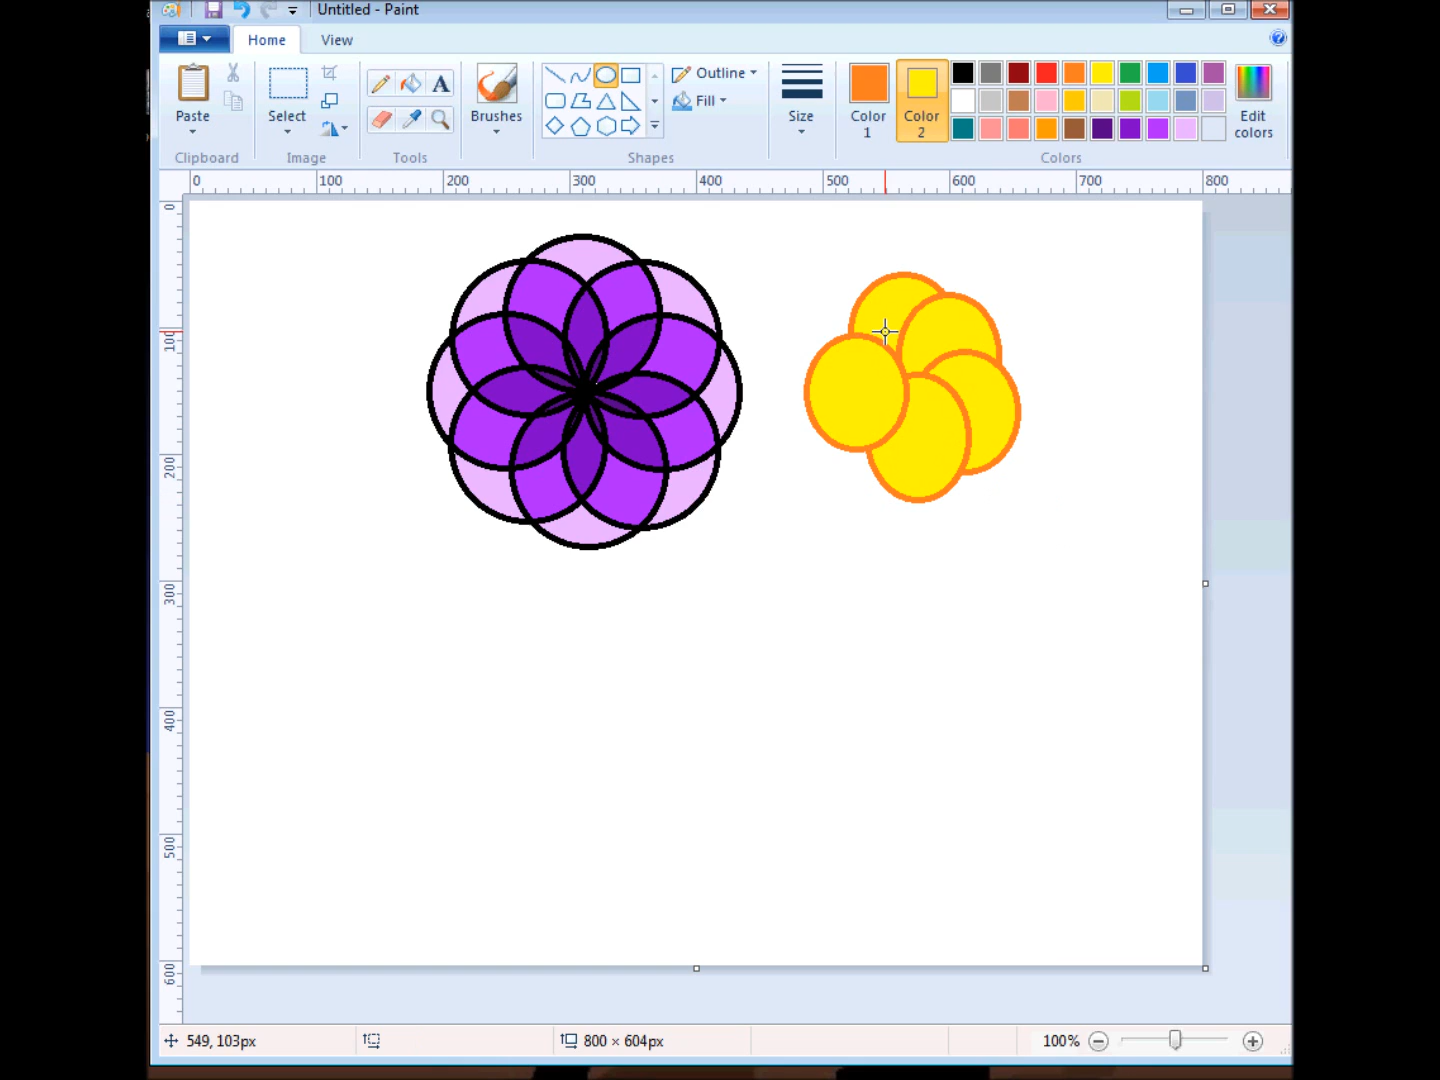 Untitled - Paint
Home View
Outline
Fill
Paste Select A Brushes Size Color 1 Color 2 Edit colors
Clipboard Image Tools Shapes Colors
0 100 200 300 400 500 600 700 800
0
100
200
300
400
500
600
549, 103px 800 × 604px 100%